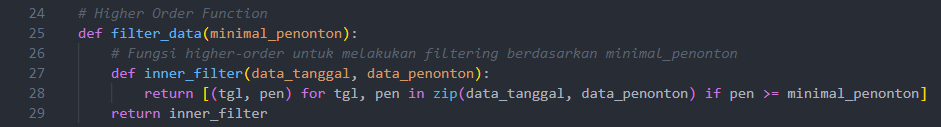 24 # Higher Order Function
25 def filter_data(minimal_penonton):
26 # Fungsi higher-order untuk melakukan filtering berdasarkan minimal_penonton
27 def inner_filter(data_tanggal, data_penonton):
28 return [(tgl, pen) for tgl, pen in zip(data_tanggal, data_penonton) if pen >= minimal_penonton]
29 return inner_filter